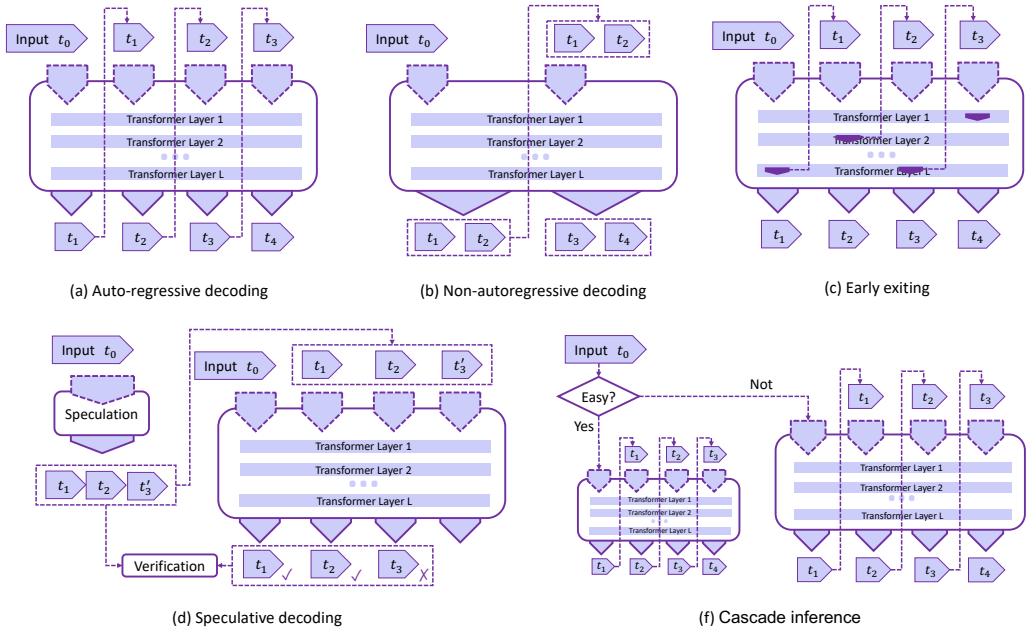 Input t₀
t₁
t₂
t₃
Transformer Layer 1
Transformer Layer 2
Transformer Layer L
t₁
t₂
t₃
t₄
(a) Auto-regressive decoding
Input t₀
t₁
t₂
Transformer Layer 1
Transformer Layer 2
Transformer Layer L
t₁
t₂
t₃
t₄
(b) Non-autoregressive decoding
Input t₀
t₁
t₂
t₃
Transformer Layer 1
Transformer Layer 2
Transformer Layer L
t₁
t₂
t₃
t₄
(c) Early exiting
Input t₀
Speculation
t₁
t₂
t₃′
Input t₀
t₁
t₂
t₃′
Transformer Layer 1
Transformer Layer 2
Transformer Layer L
Verification
t₁ ✓
t₂ ✓
t₃ ✗
(d) Speculative decoding
Input t₀
Easy?
Not
Yes
t₁
t₂
t₃
Transformer Layer 1
Transformer Layer 2
Transformer Layer L
t₁
t₂
t₃
t₄
t₁
t₂
t₃
Transformer Layer 1
Transformer Layer 2
Transformer Layer L
t₁
t₂
t₃
t₄
(f) Cascade inference